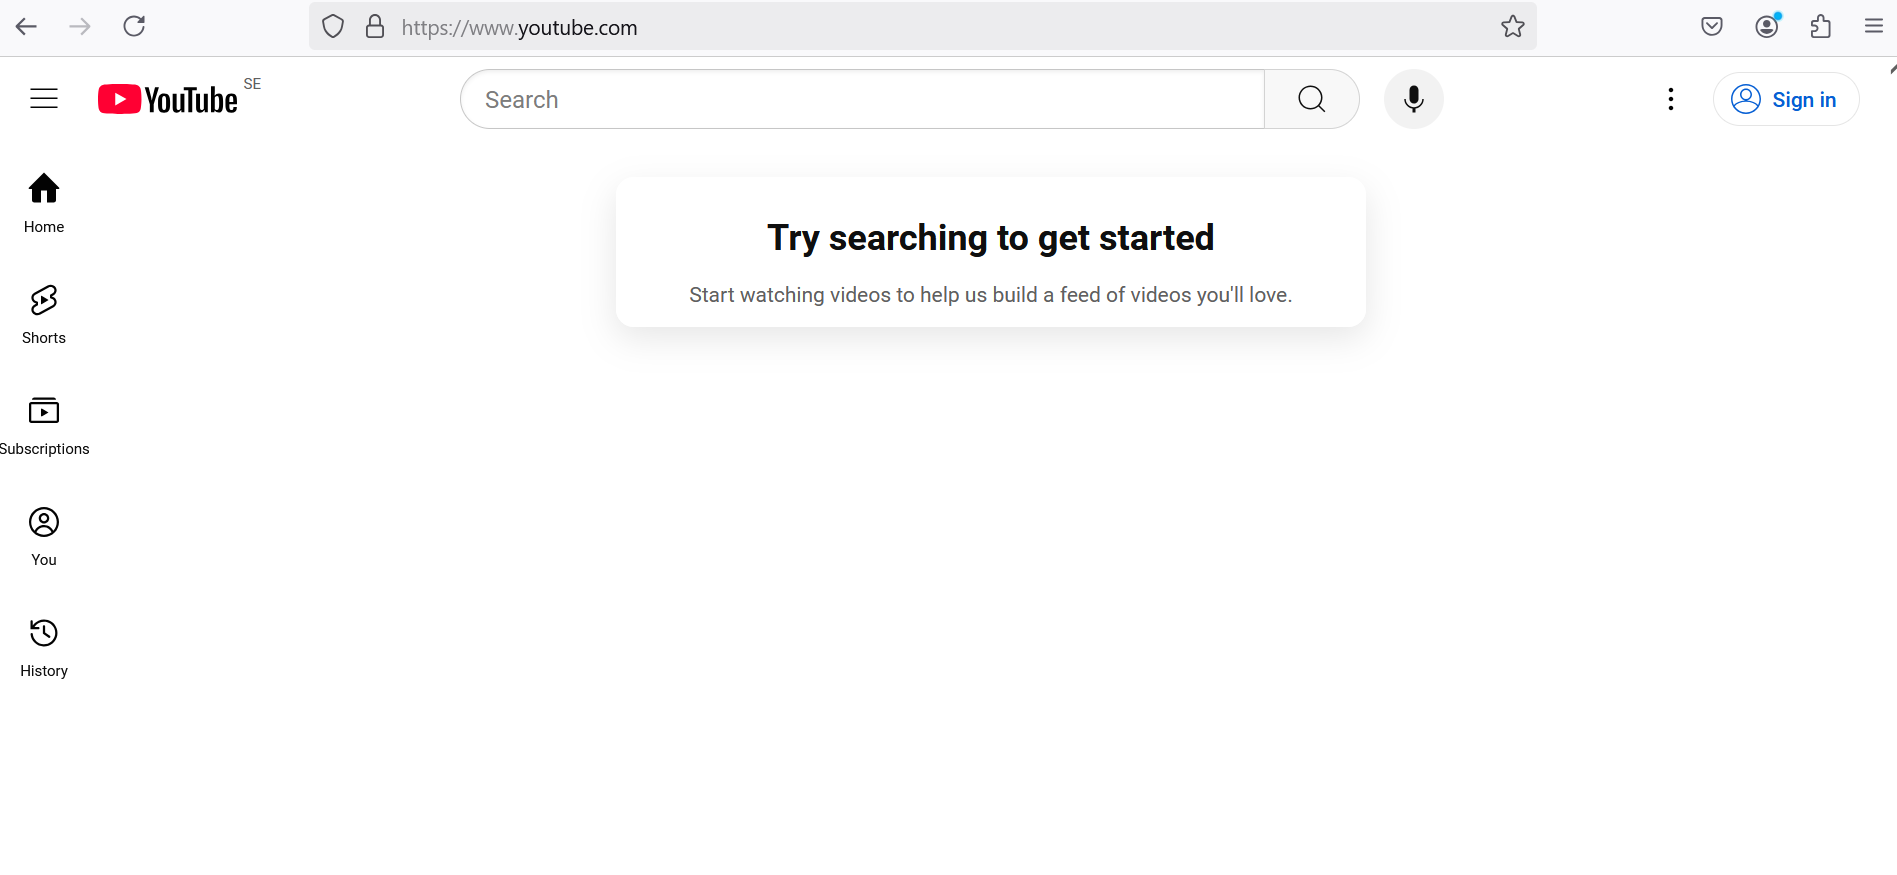 https://www.youtube.com
YouTube SE
Search
Sign in
Home
Try searching to get started
Start watching videos to help us build a feed of videos you'll love.
Shorts
Subscriptions
You
History